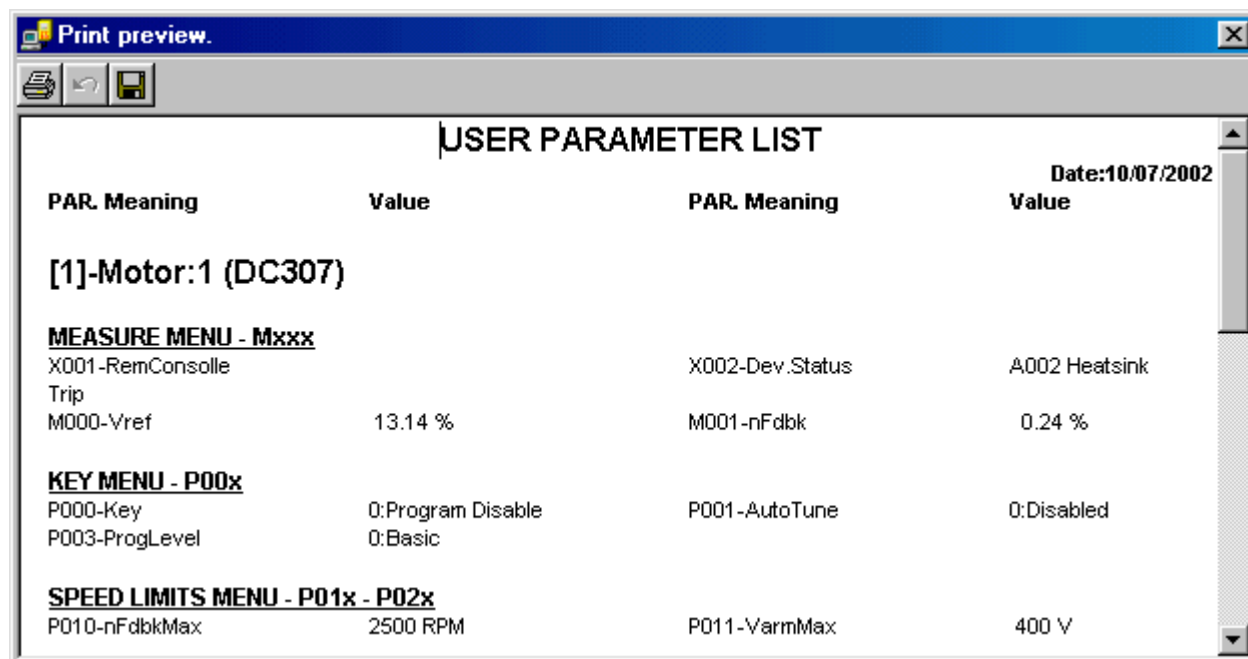 Print preview.
USER PARAMETER LIST
Date:10/07/2002
PAR. Meaning Value PAR. Meaning Value
[1]-Motor:1 (DC307)
MEASURE MENU - Mxxx
X001-RemConsolle X002-Dev.Status A002 Heatsink
Trip
M000-Vref 13.14 % M001-nFdbk 0.24 %
KEY MENU - P00x
P000-Key 0:Program Disable P001-AutoTune 0:Disabled
P003-ProgLevel 0:Basic
SPEED LIMITS MENU - P01x - P02x
P010-nFdbkMax 2500 RPM P011-VarmMax 400 V